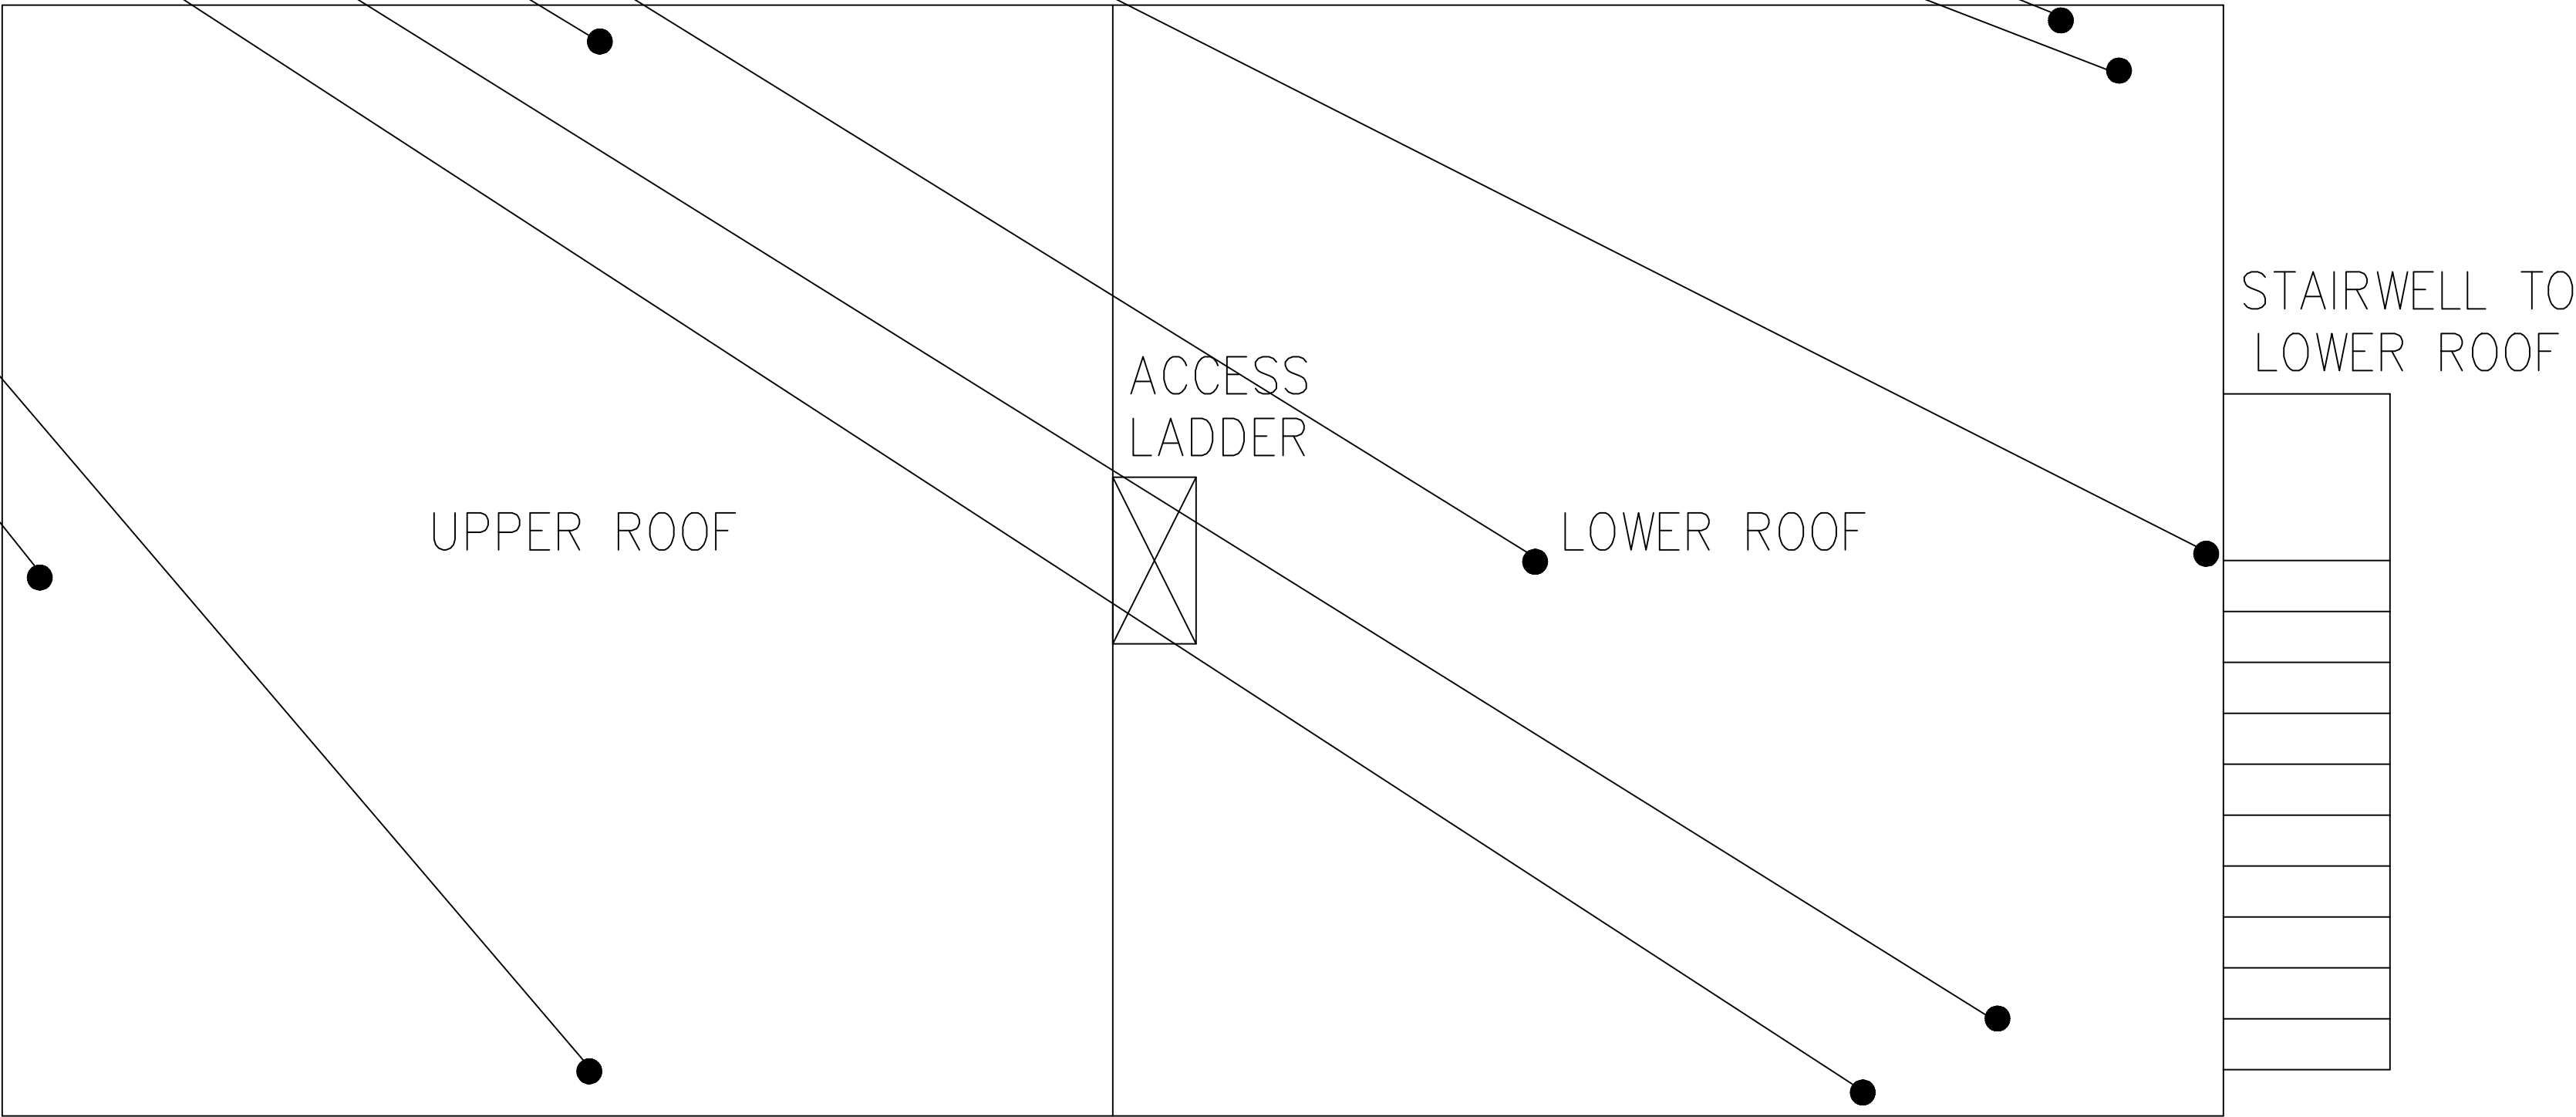 STAIRWELL TO
LOWER ROOF
ACCESS
LADDER
UPPER ROOF
LOWER ROOF